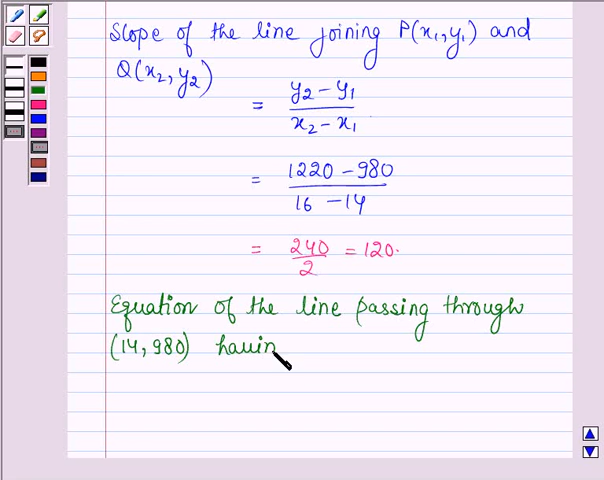 Slope of the line joining P(x₁,y₁) and
Q(x₂, y₂)
= y₂ - y₁ / x₂ - x₁
= 1220 - 980 / 16 - 14
= 240 / 2 = 120.
Equation of the line passing through
(14, 980) havin